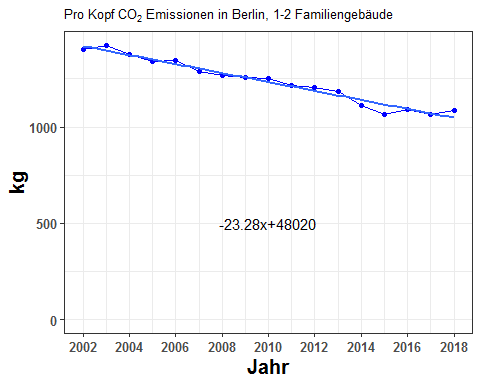 Pro Kopf CO₂ Emissionen in Berlin, 1-2 Familiengebäude
1000
kg
500
-23.28x+48020
0
2002 2004 2006 2008 2010 2012 2014 2016 2018
Jahr